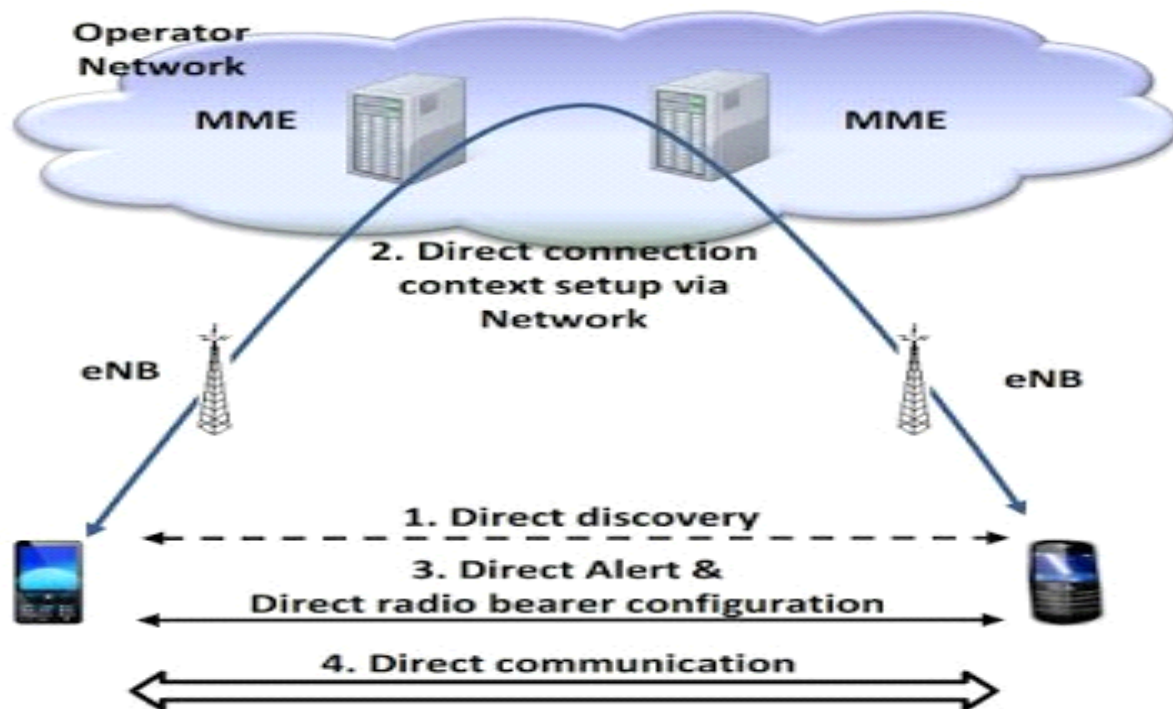 Operator
Network
MME
MME
2. Direct connection
context setup via
Network
eNB
eNB
1. Direct discovery
3. Direct Alert &
Direct radio bearer configuration
4. Direct communication